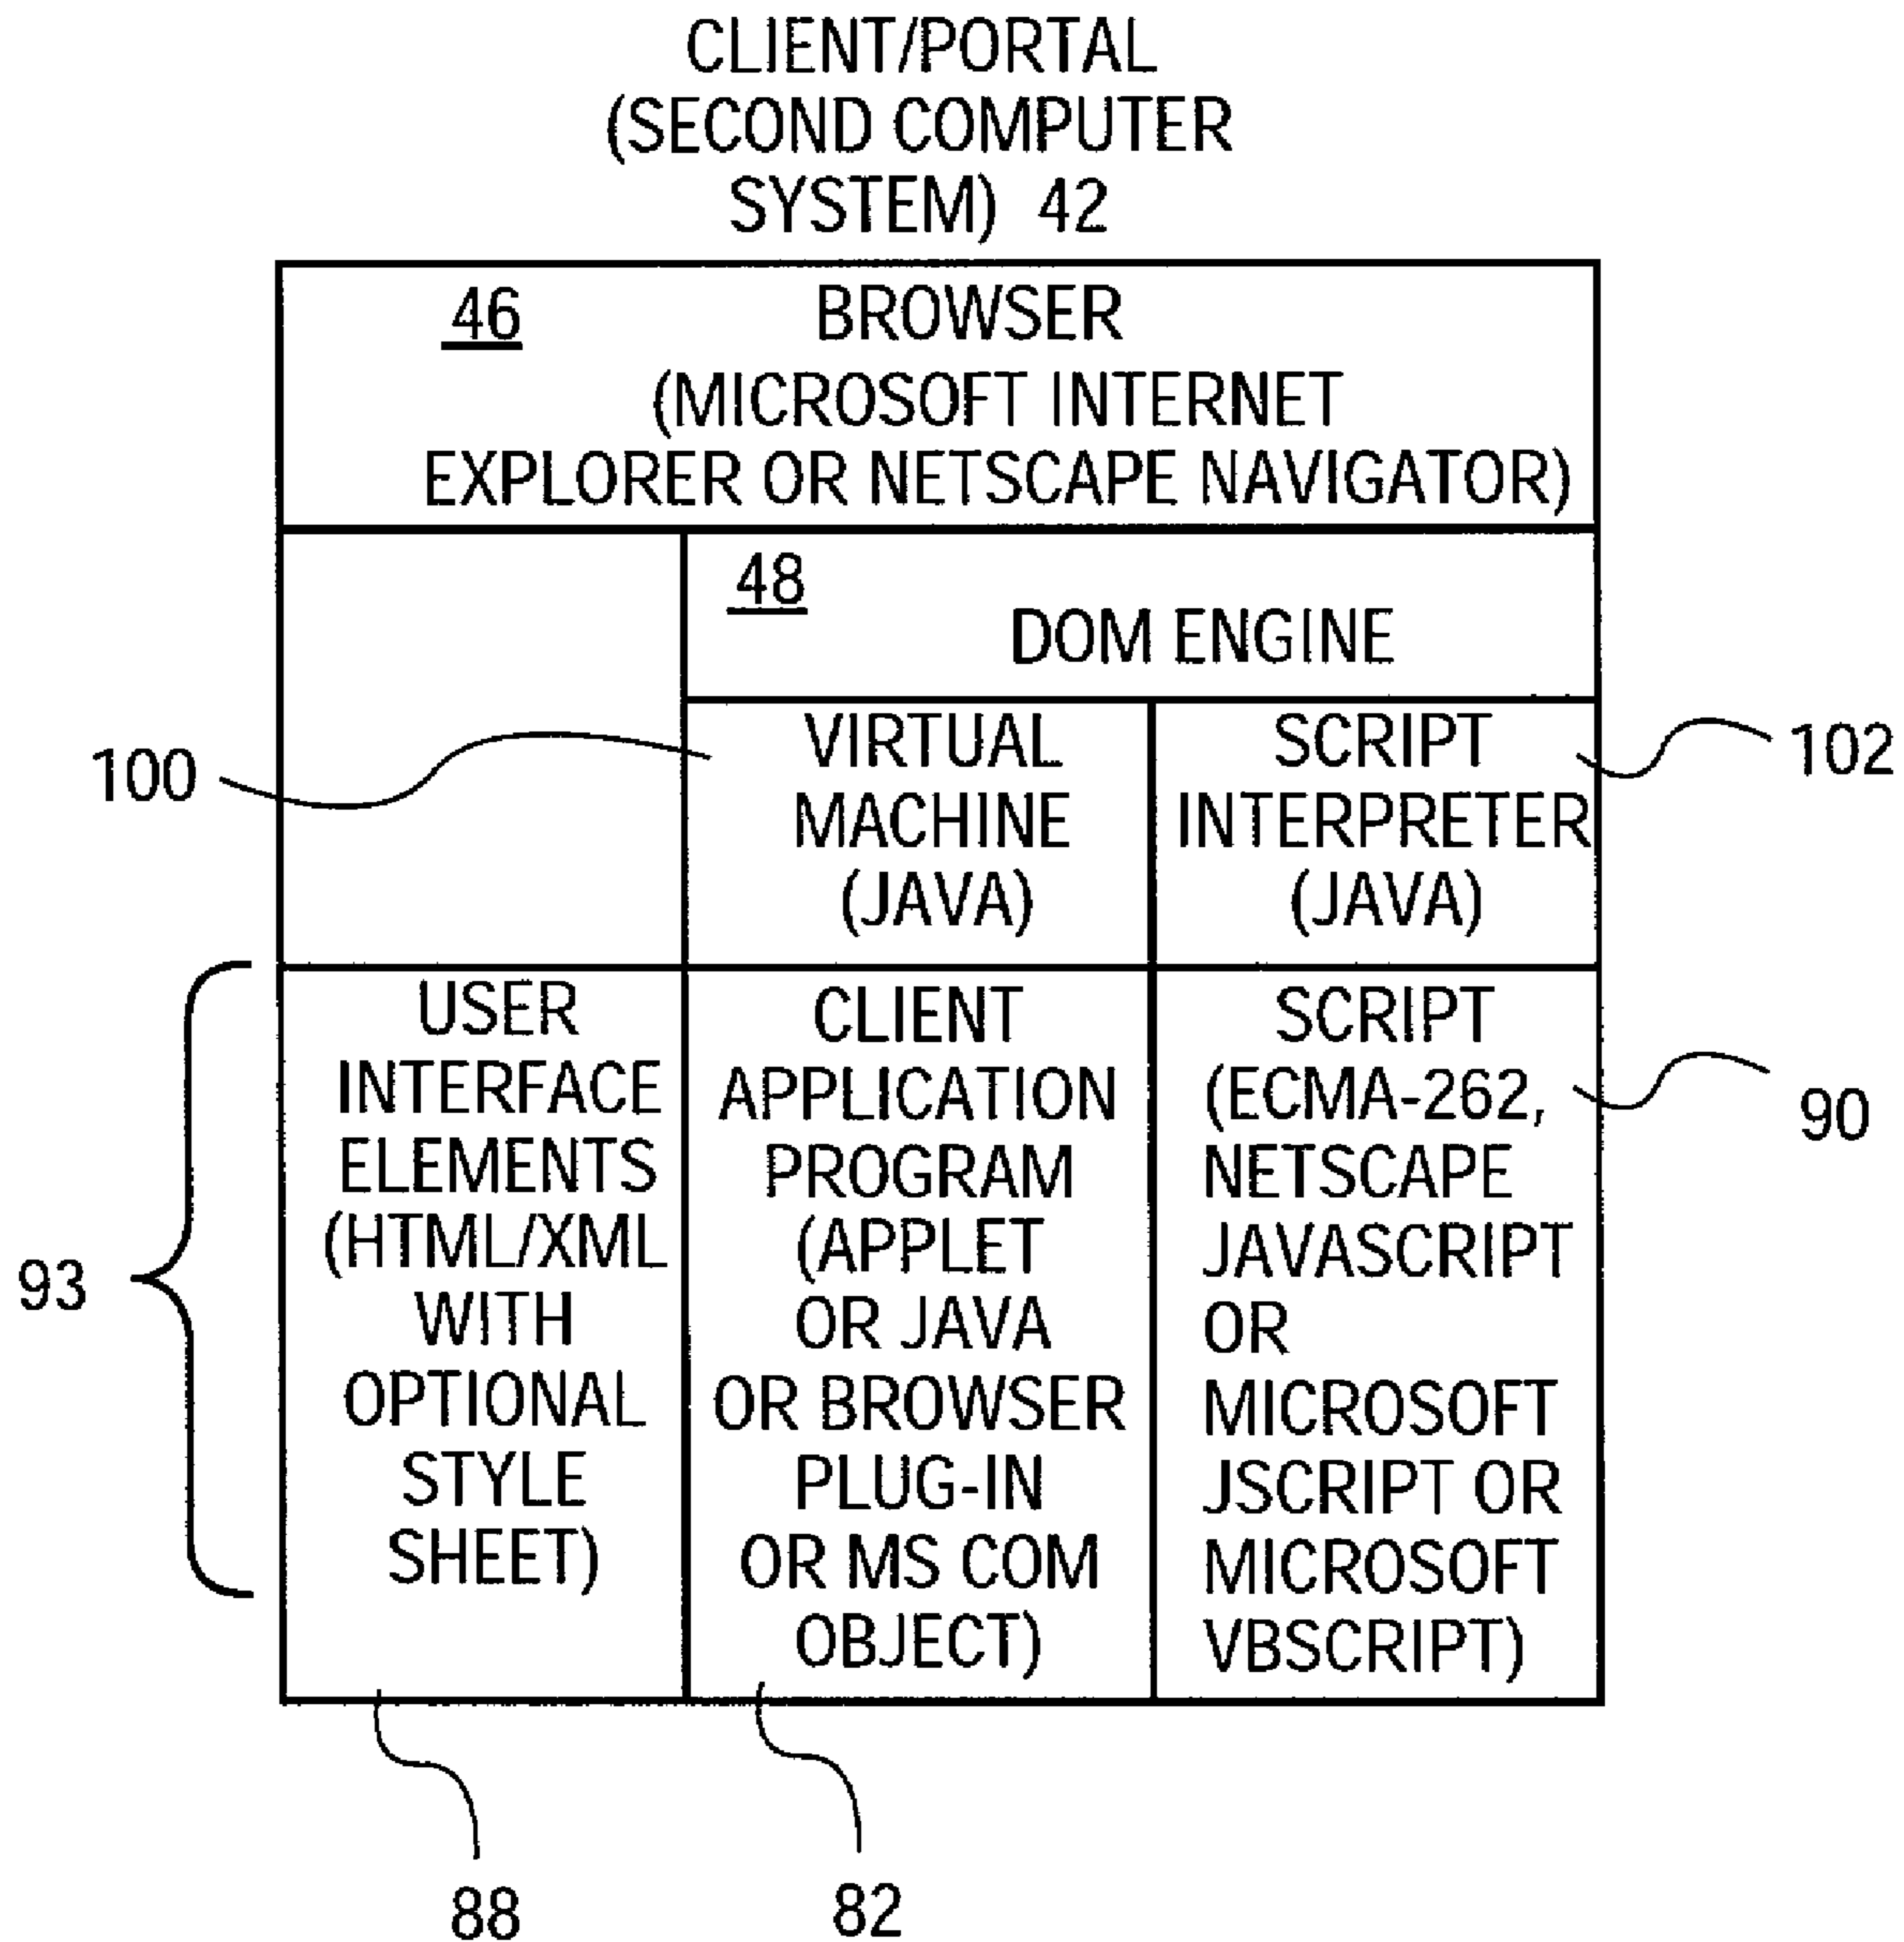 CLIENT/PORTAL
(SECOND COMPUTER
SYSTEM) 42
46 BROWSER
(MICROSOFT INTERNET
EXPLORER OR NETSCAPE NAVIGATOR)
48
DOM ENGINE
100
VIRTUAL
MACHINE
(JAVA)
SCRIPT
INTERPRETER
(JAVA)
102
93
USER
INTERFACE
ELEMENTS
(HTML/XML
WITH
OPTIONAL
STYLE
SHEET)
CLIENT
APPLICATION
PROGRAM
(APPLET
OR JAVA
OR BROWSER
PLUG-IN
OR MS COM
OBJECT)
SCRIPT
(ECMA-262,
NETSCAPE
JAVASCRIPT
OR
MICROSOFT
JSCRIPT OR
MICROSOFT
VBSCRIPT)
90
88
82